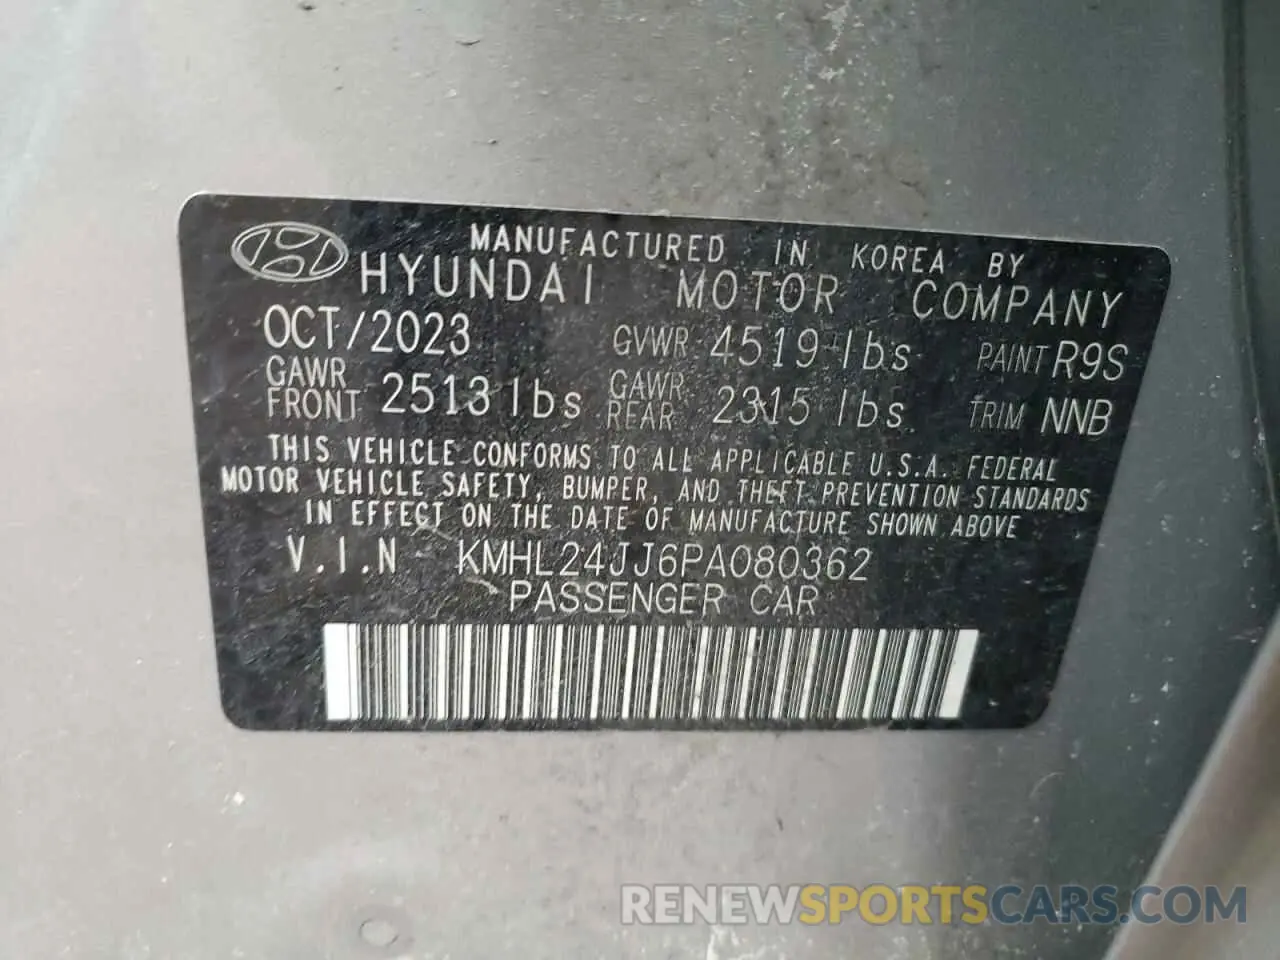 MANUFACTURED IN KOREA BY
HYUNDAI MOTOR COMPANY
OCT/2023 GVWR 4519 lbs PAINT R9S
GAWR FRONT 2513 lbs GAWR REAR 2315 lbs TRIM NNB
THIS VEHICLE CONFORMS TO ALL APPLICABLE U.S.A. FEDERAL
MOTOR VEHICLE SAFETY, BUMPER, AND THEFT PREVENTION STANDARDS
IN EFFECT ON THE DATE OF MANUFACTURE SHOWN ABOVE
V.I.N KMHL24JJ6PA080362
PASSENGER CAR
RENEWSPORTSCARS.COM